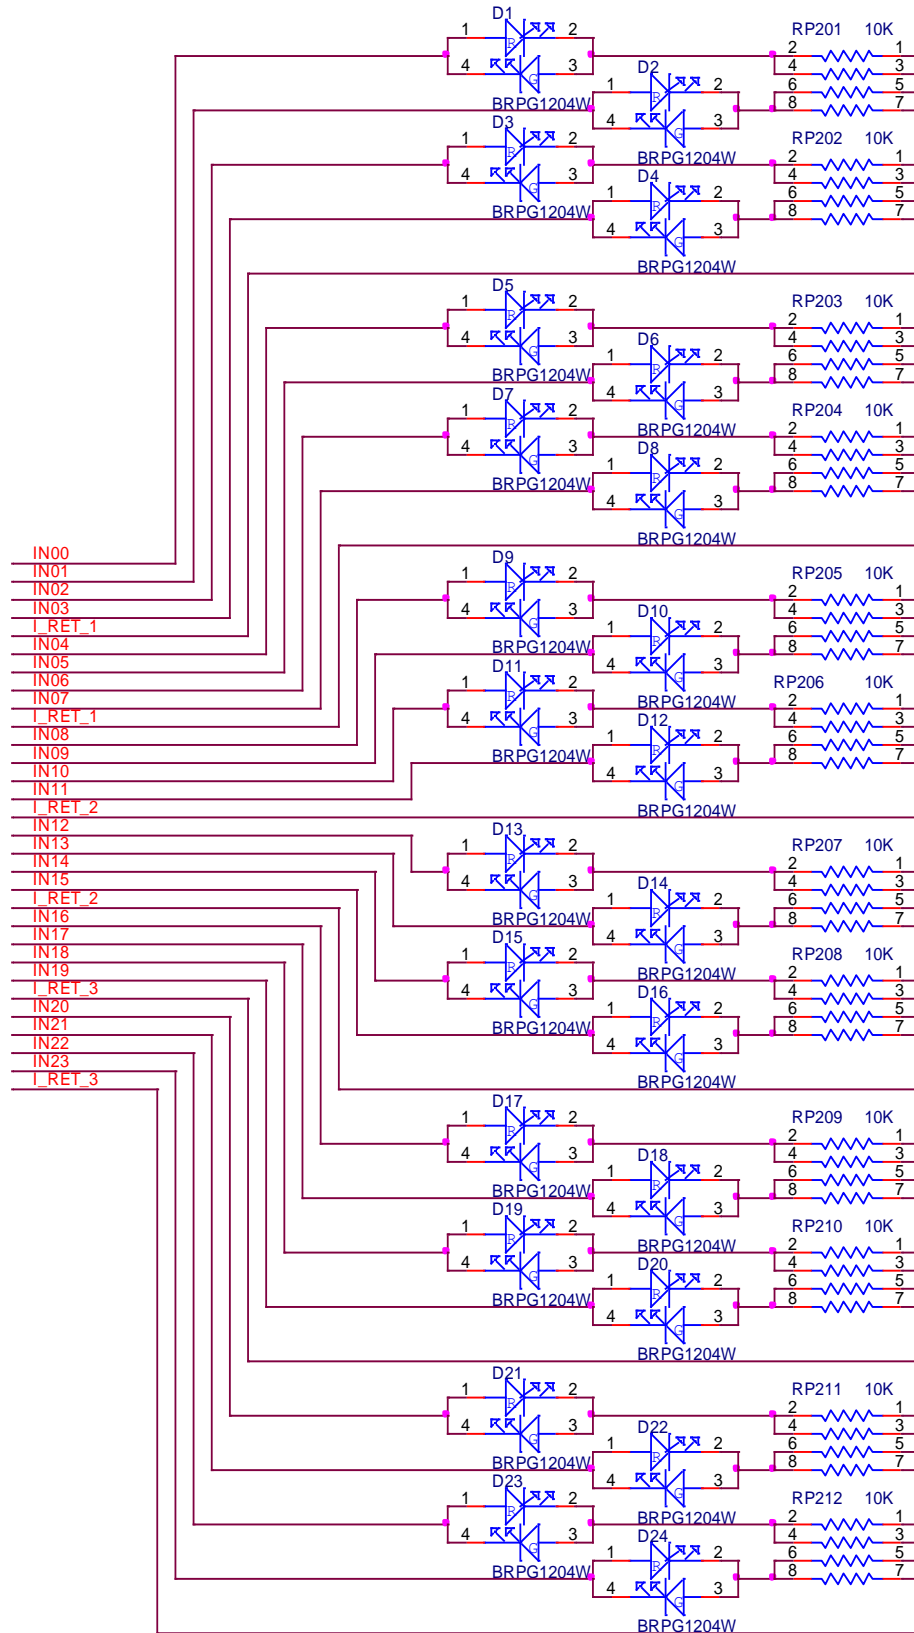 D1
RP201 10K
1 2 2 1
4 3 4 3
R
G
D2
6 5
8 7
BRPG1204W
1 2
4 3
R
G
BRPG1204W
D3
RP202 10K
1 2 2 1
4 3 4 3
R
G
D4
6 5
8 7
BRPG1204W
1 2
4 3
R
G
BRPG1204W
D5
RP203 10K
1 2 2 1
4 3 4 3
R
G
D6
6 5
8 7
BRPG1204W
1 2
4 3
R
G
BRPG1204W
D7
RP204 10K
1 2 2 1
4 3 4 3
R
G
D8
6 5
8 7
BRPG1204W
1 2
4 3
R
G
BRPG1204W
IN00
IN01
IN02
IN03
I_RET_1
IN04
IN05
IN06
IN07
I_RET_1
IN08
IN09
IN10
IN11
I_RET_2
IN12
IN13
IN14
IN15
I_RET_2
IN16
IN17
IN18
IN19
I_RET_3
IN20
IN21
IN22
IN23
I_RET_3
D9
RP205 10K
1 2 2 1
4 3 4 3
R
G
D10
6 5
8 7
BRPG1204W
1 2
4 3
R
G
BRPG1204W
D11
RP206 10K
1 2 2 1
4 3 4 3
R
G
D12
6 5
8 7
BRPG1204W
1 2
4 3
R
G
BRPG1204W
D13
RP207 10K
1 2 2 1
4 3 4 3
R
G
D14
6 5
8 7
BRPG1204W
1 2
4 3
R
G
BRPG1204W
D15
RP208 10K
1 2 2 1
4 3 4 3
R
G
D16
6 5
8 7
BRPG1204W
1 2
4 3
R
G
BRPG1204W
D17
RP209 10K
1 2 2 1
4 3 4 3
R
G
D18
6 5
8 7
BRPG1204W
1 2
4 3
R
G
BRPG1204W
D19
RP210 10K
1 2 2 1
4 3 4 3
R
G
D20
6 5
8 7
BRPG1204W
1 2
4 3
R
G
BRPG1204W
D21
RP211 10K
1 2 2 1
4 3 4 3
R
G
D22
6 5
8 7
BRPG1204W
1 2
4 3
R
G
BRPG1204W
D23
RP212 10K
1 2 2 1
4 3 4 3
R
G
D24
6 5
8 7
BRPG1204W
1 2
4 3
R
G
BRPG1204W